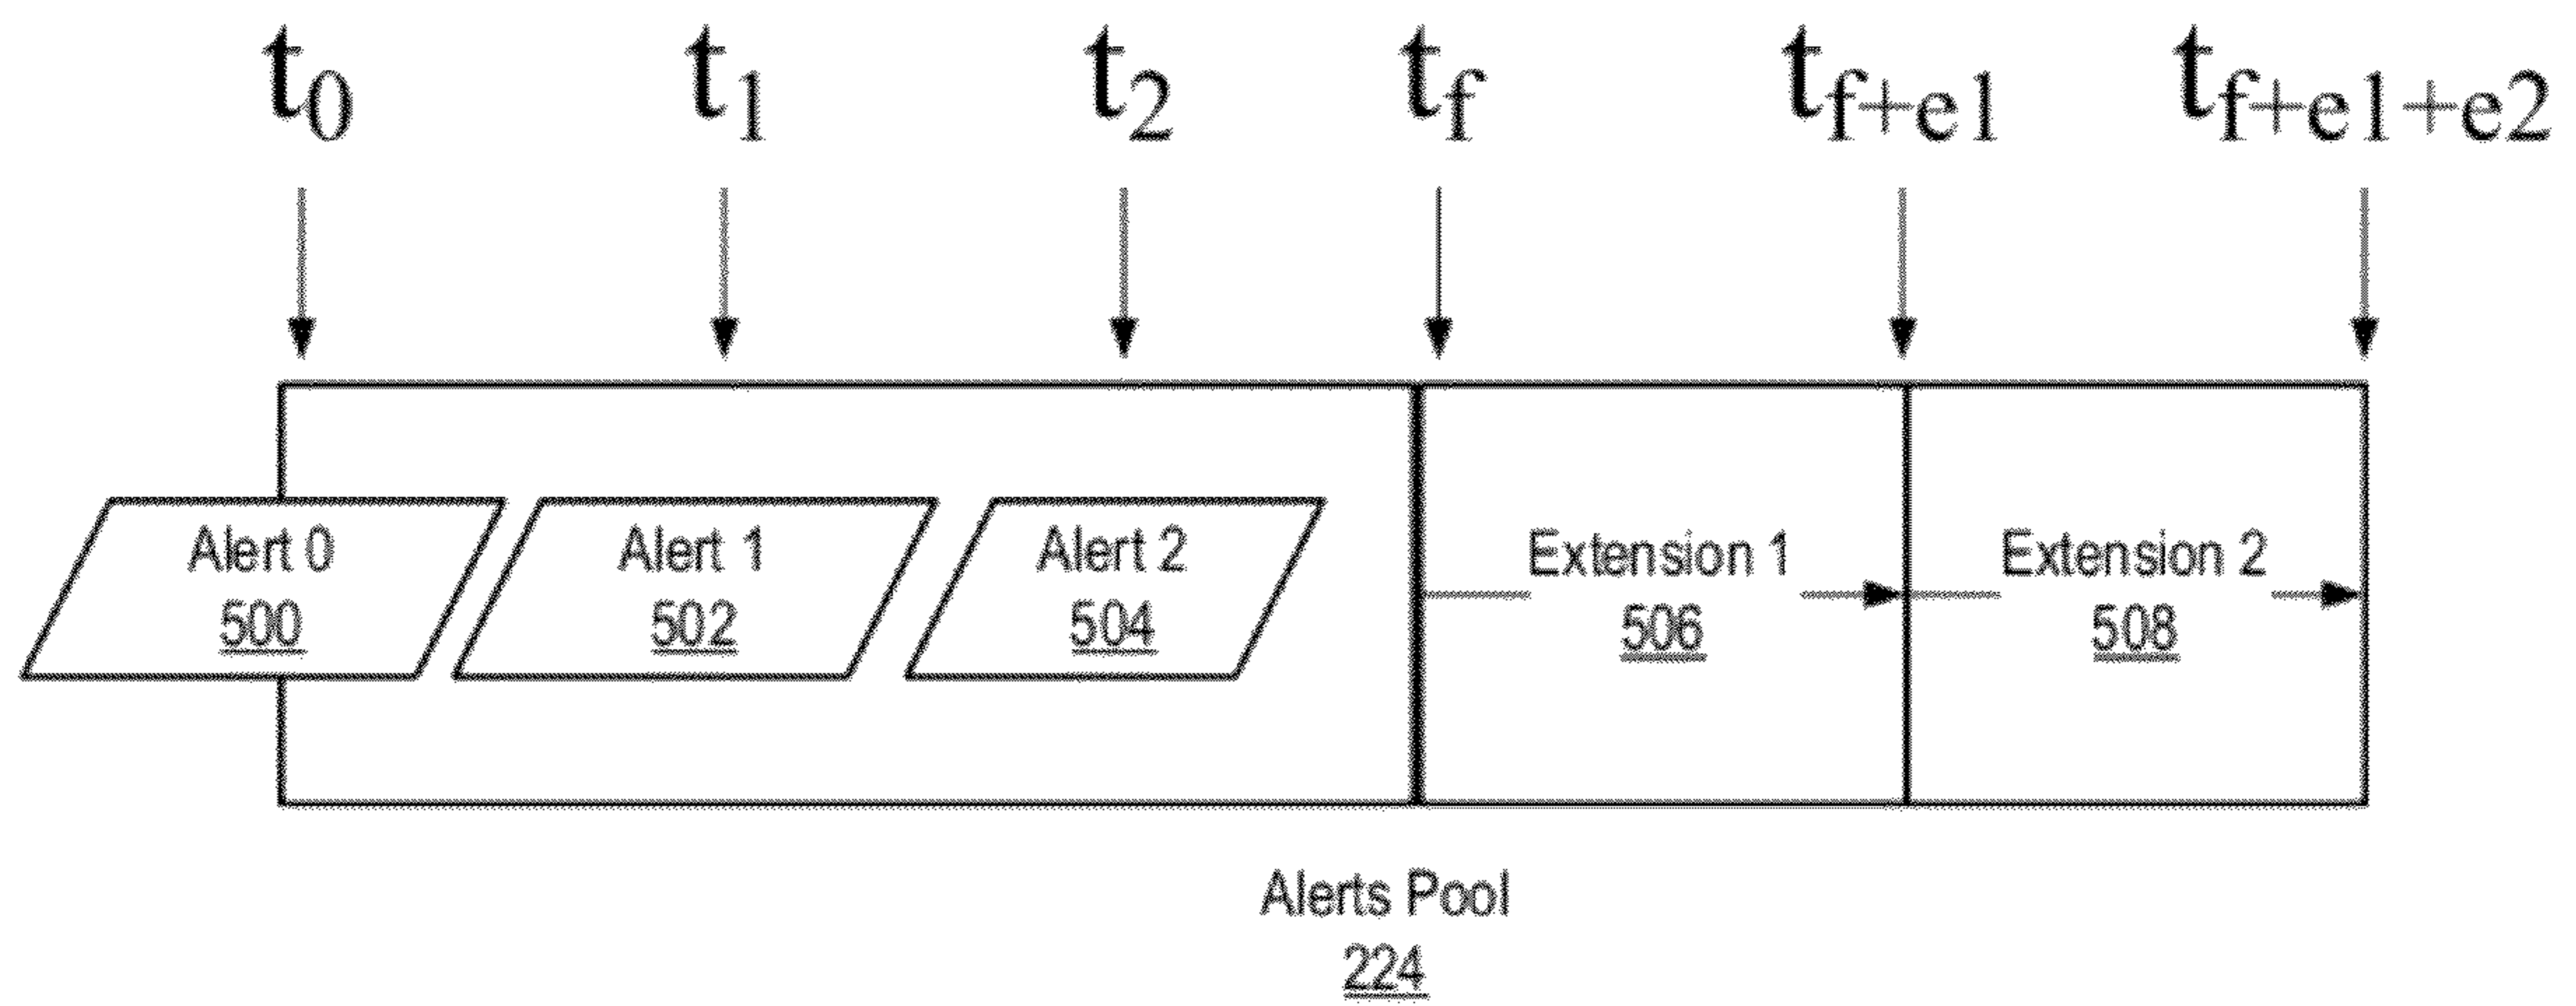 t0 t1 t2 tf tf+e1 tf+e1+e2
Alert 0
500
Alert 1
502
Alert 2
504
Extension 1
506
Extension 2
508
Alerts Pool
224